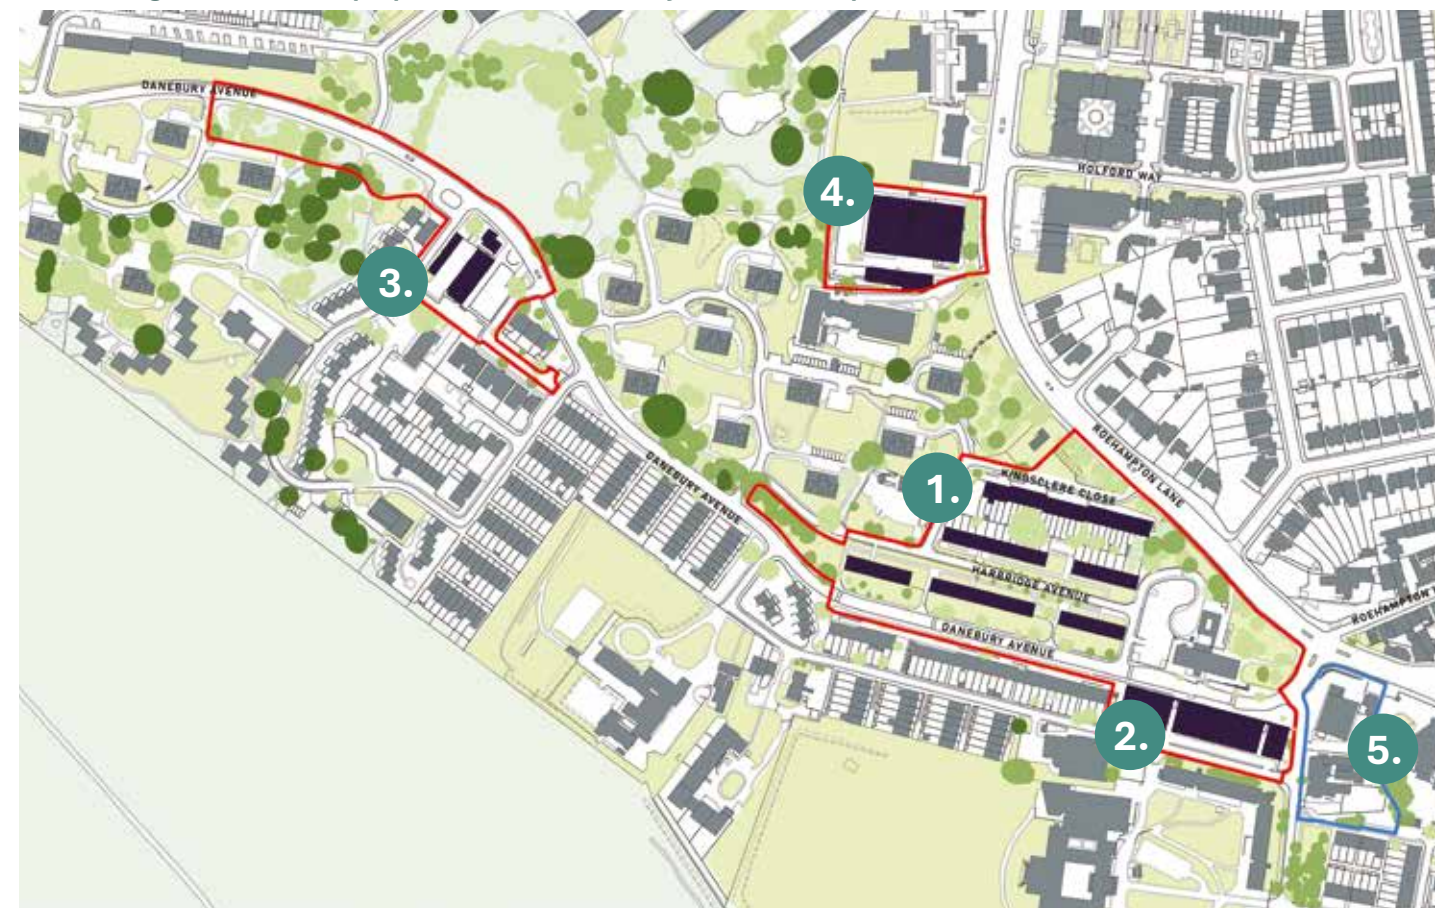 DANEBURY AVENUE
HOLFORD WAY
4.
3.
ROEHAMPTON LANE
DANEBURY AVENUE
1.
KINGSCLERE CLOSE
HARBRIDGE AVENUE
ROEHAMPTON
DANEBURY AVENUE
2.
5.